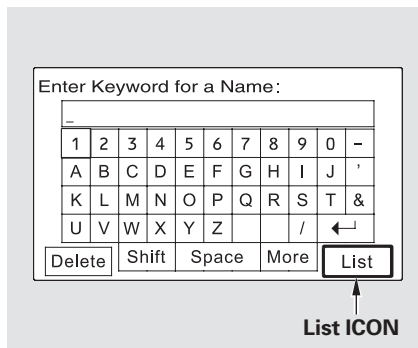 Enter Keyword for a Name:
_
1 2 3 4 5 6 7 8 9 0 -
A B C D E F G H I J '
K L M N O P Q R S T &
U V W X Y Z / ↵
Delete Shift Space More List
List ICON